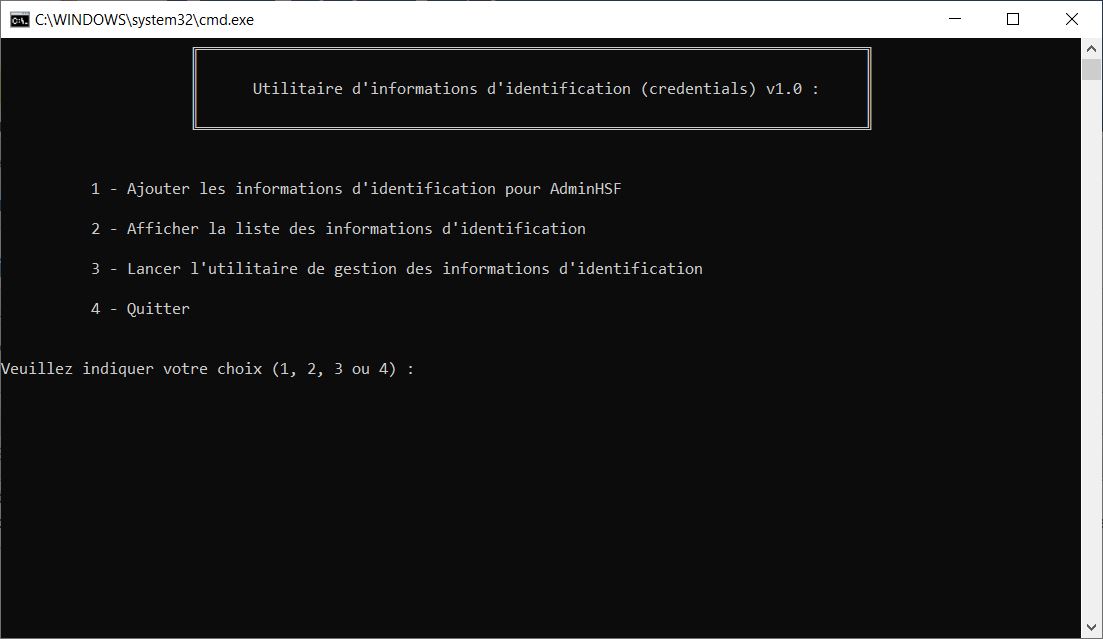 C:\WINDOWS\system32\cmd.exe
Utilitaire d'informations d'identification (credentials) v1.0 :
1 - Ajouter les informations d'identification pour AdminHSF
2 - Afficher la liste des informations d'identification
3 - Lancer l'utilitaire de gestion des informations d'identification
4 - Quitter
Veuillez indiquer votre choix (1, 2, 3 ou 4) :